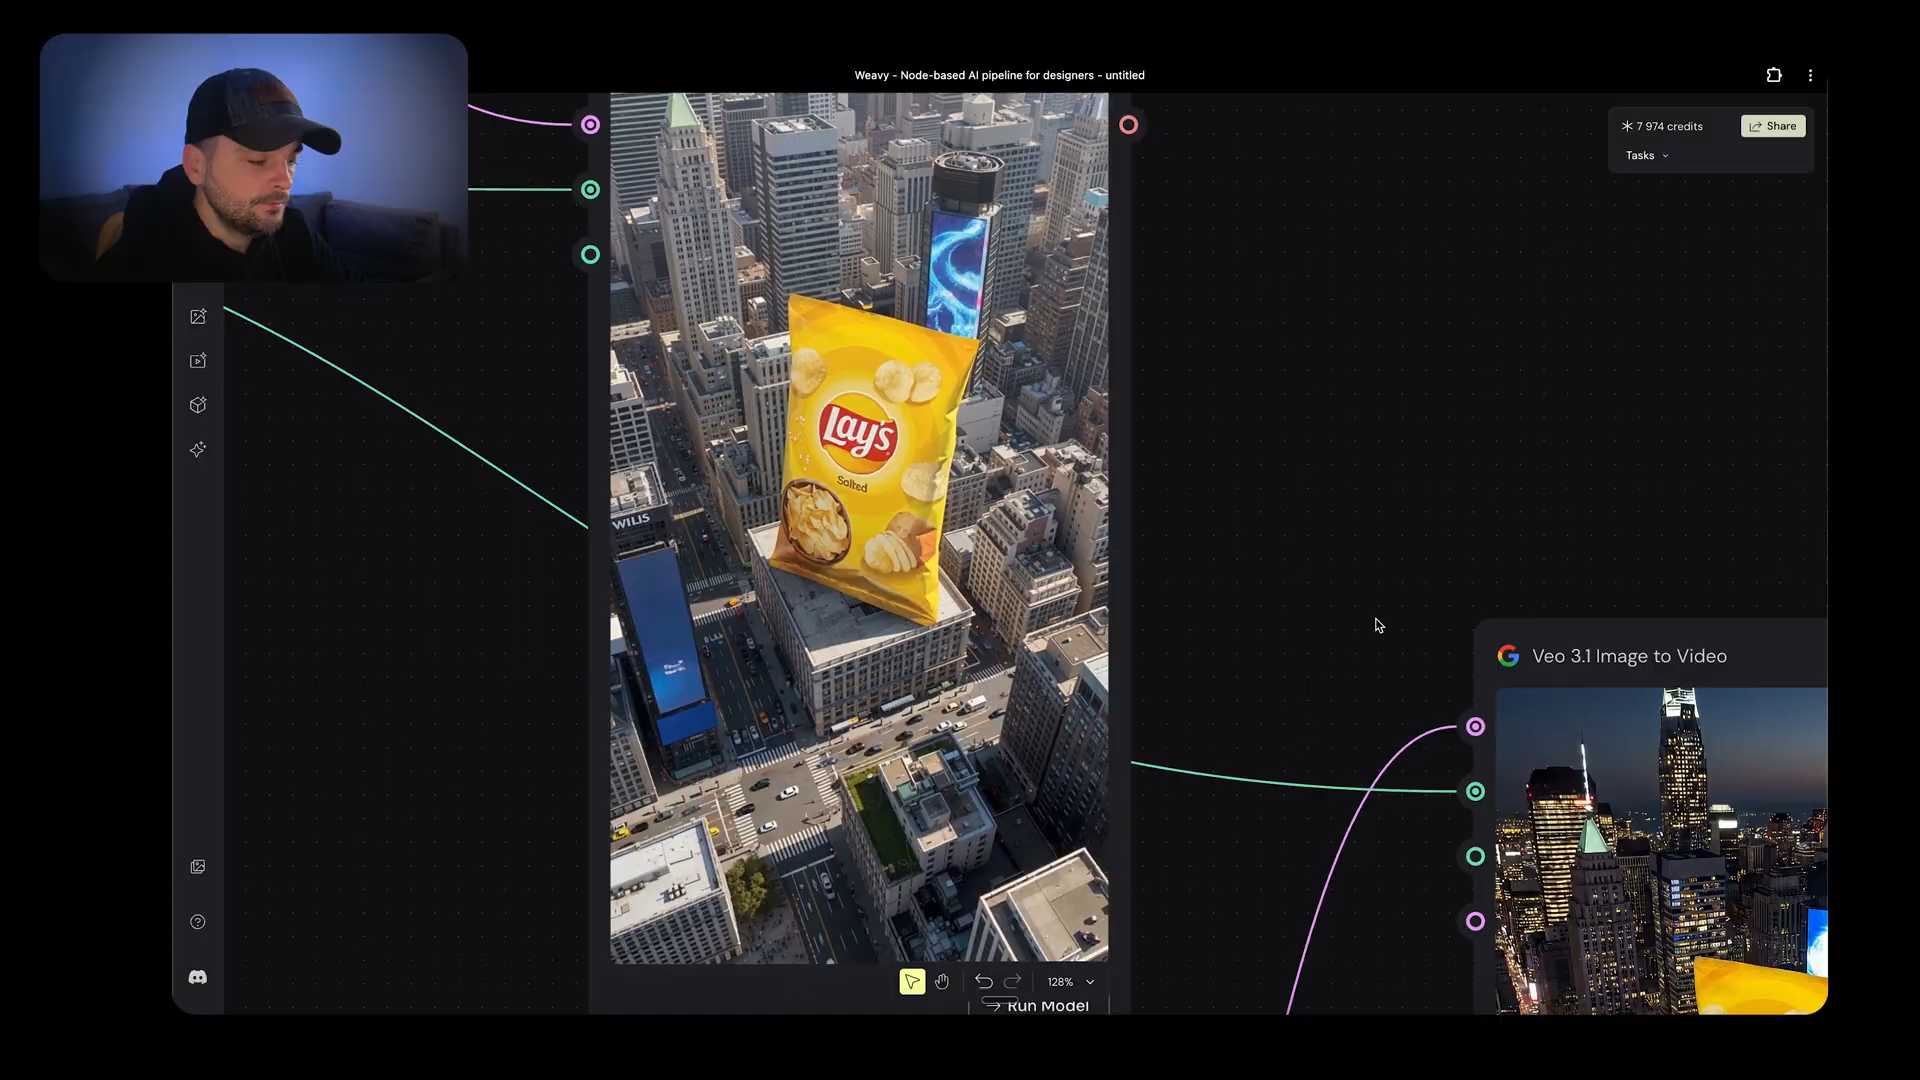 Weavy - Node-based AI pipeline for designers - untitled
7 974 credits
Share
Tasks
Lay's
Salted
WILIS
Veo 3.1 Image to Video
128%
Run Model